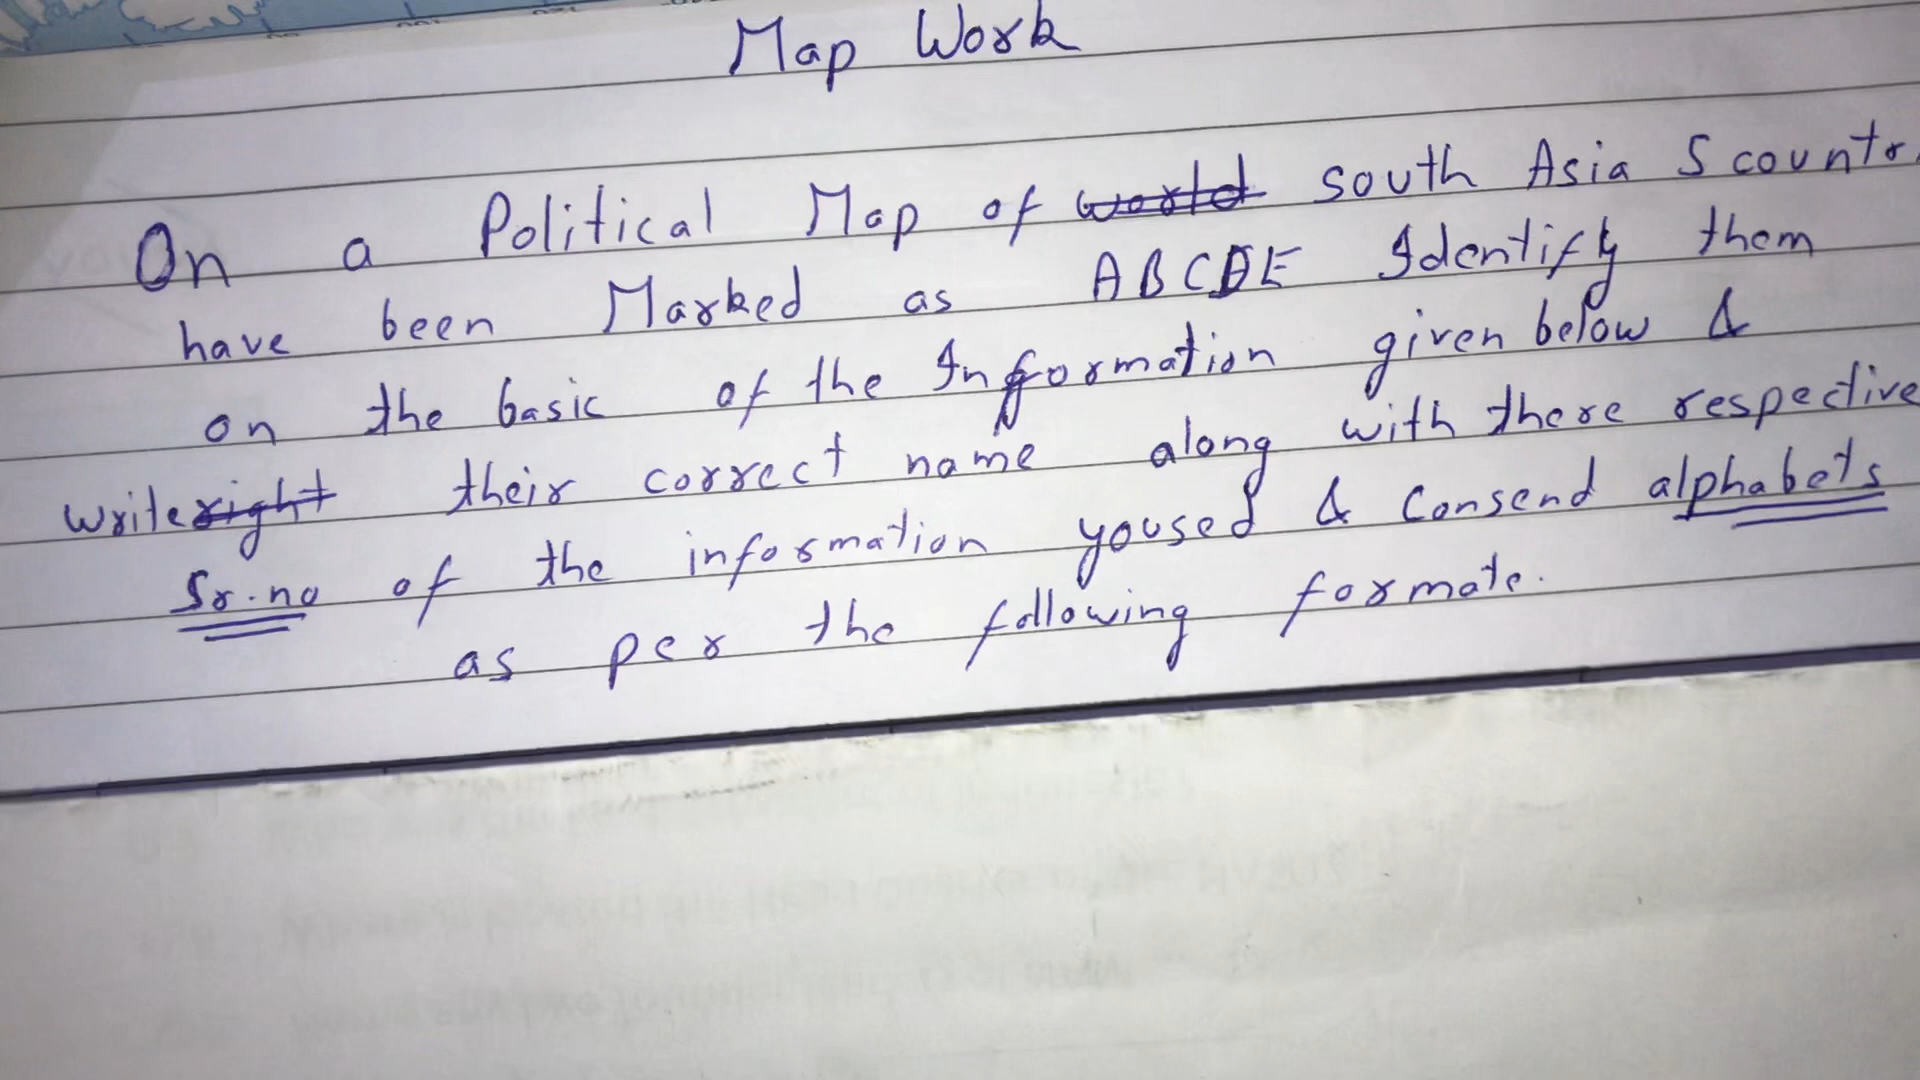 Map Work
On a Political Map of world south Asia 5 countr
have been Marked as ABCDE Identify them
on the basic of the Information given below &
write right their correct name along with there respective
Sr.no of the information yoused & Consend alphabets
as per the following formate.